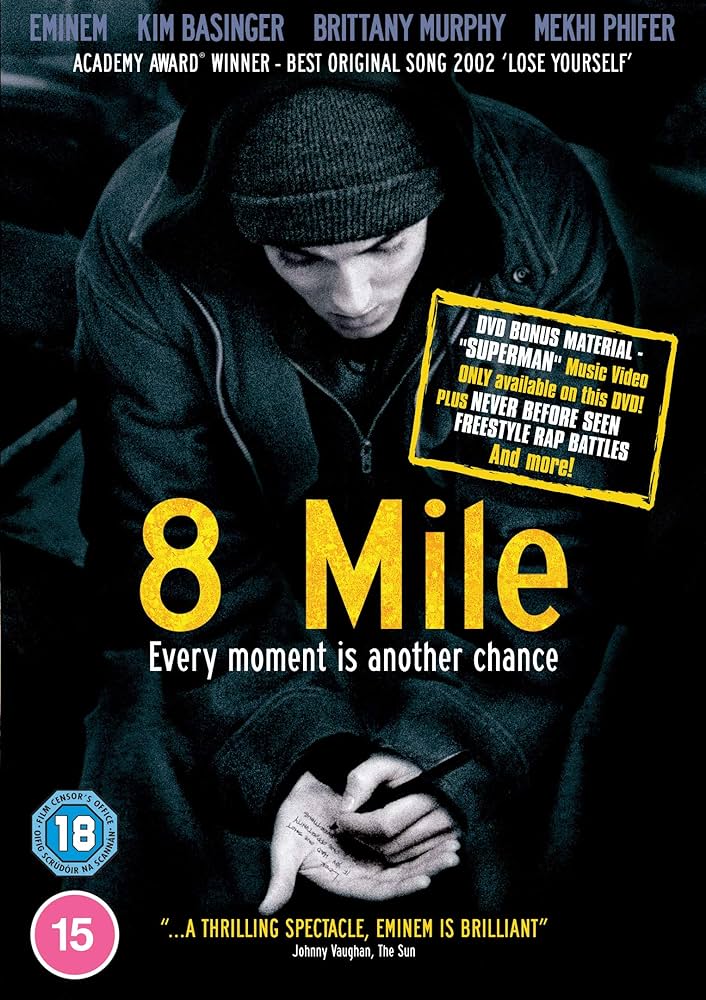 EMINEM KIM BASINGER BRITTANY MURPHY MEKHI PHIFER
ACADEMY AWARD® WINNER - BEST ORIGINAL SONG 2002 'LOSE YOURSELF'
DVD BONUS MATERIAL -
"SUPERMAN" Music Video
ONLY available on this DVD!
PLUS NEVER BEFORE SEEN
FREESTYLE RAP BATTLES
And more!
8 Mile
Every moment is another chance
FILM CENSOR'S OFFICE
18
OIFIG SCRÚDÓIR NA SCANNÁN
15
"...A THRILLING SPECTACLE, EMINEM IS BRILLIANT"
Johnny Vaughan, The Sun